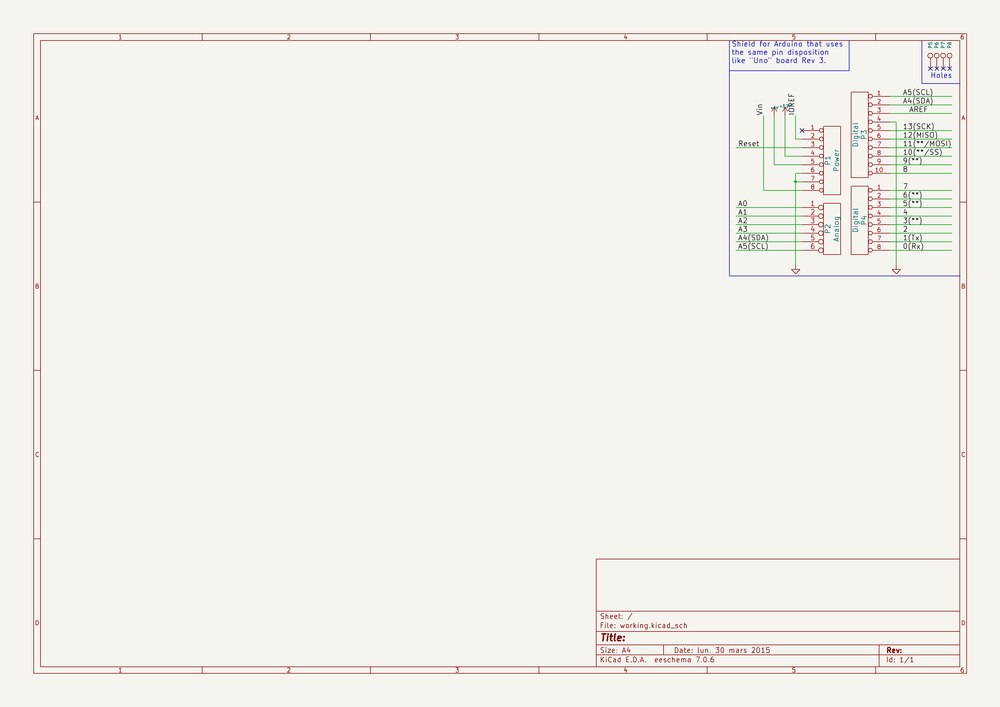 1 2 3 4 5 6
Shield for Arduino that uses
the same pin disposition
like "Uno" board Rev 3.
P5 P6 P7 P8
Holes
Vin
IOREF
Reset
1
2
3
4
5
6
7
8
P1
Power
A0
A1
A2
A3
A4(SDA)
A5(SCL)
1
2
3
4
5
6
P2
Analog
Digital
P3
1 A5(SCL)
2 A4(SDA)
3 AREF
4
5 13(SCK)
6 12(MISO)
7 11(**/MOSI)
8 10(**/SS)
9 9(**)
10 8
Digital
P4
1 7
2 6(**)
3 5(**)
4 4
5 3(**)
6 2
7 1(Tx)
8 0(Rx)
A A
B B
C C
D D
Sheet: /
File: working.kicad_sch
Title:
Size: A4 Date: lun. 30 mars 2015 Rev:
KiCad E.D.A. eeschema 7.0.6 Id: 1/1
1 2 3 4 5 6